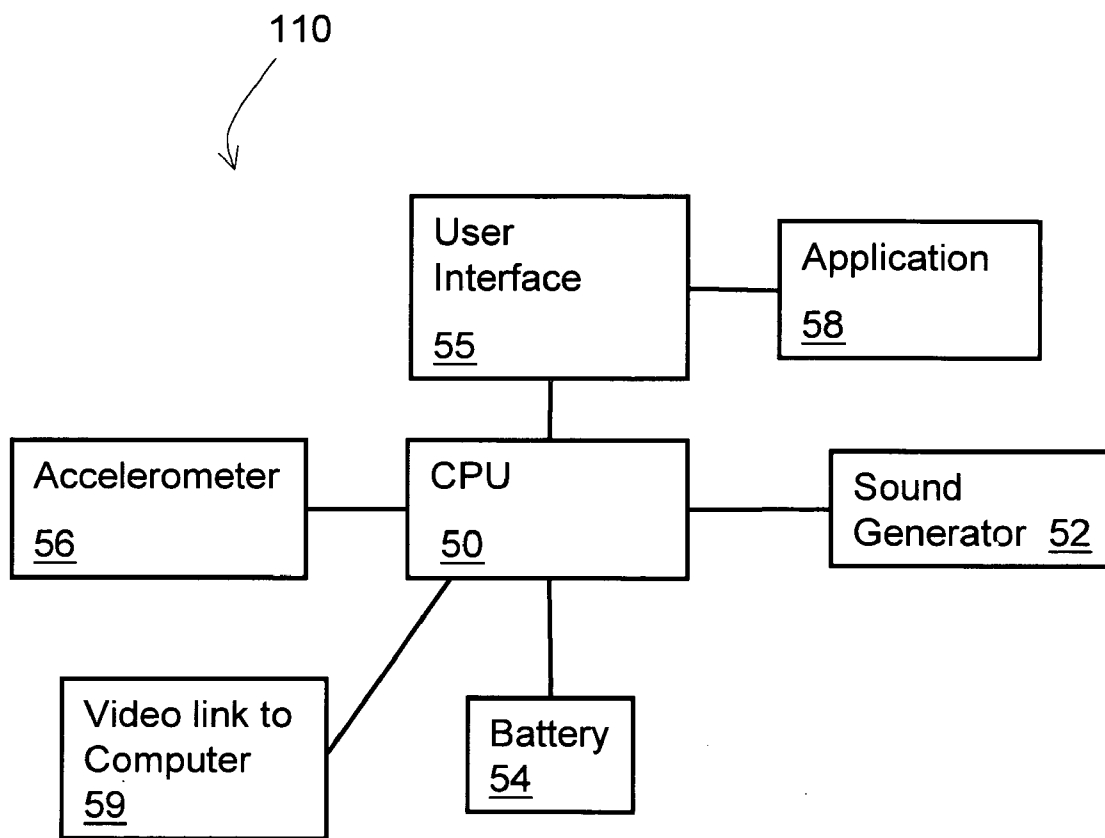 110
User
Interface
55
Application
58
Accelerometer
56
CPU
50
Sound
Generator 52
Video link to
Computer
59
Battery
54